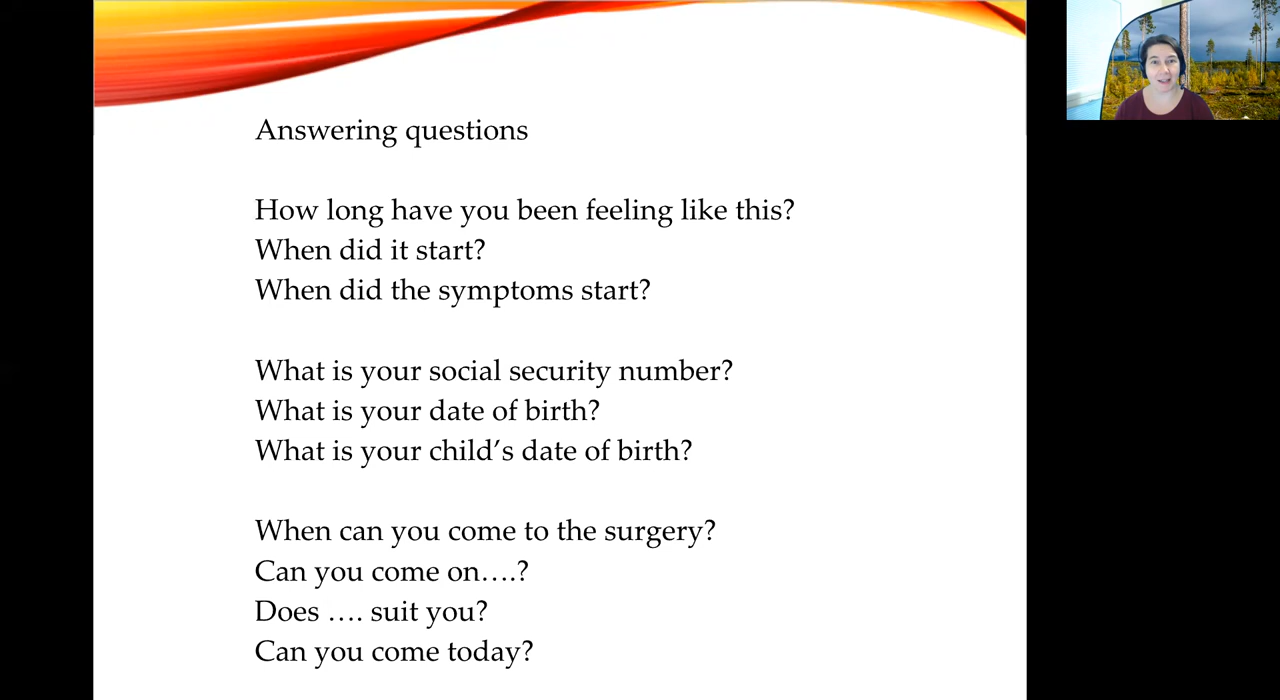 Answering questions
How long have you been feeling like this?
When did it start?
When did the symptoms start?
What is your social security number?
What is your date of birth?
What is your child’s date of birth?
When can you come to the surgery?
Can you come on….?
Does …. suit you?
Can you come today?